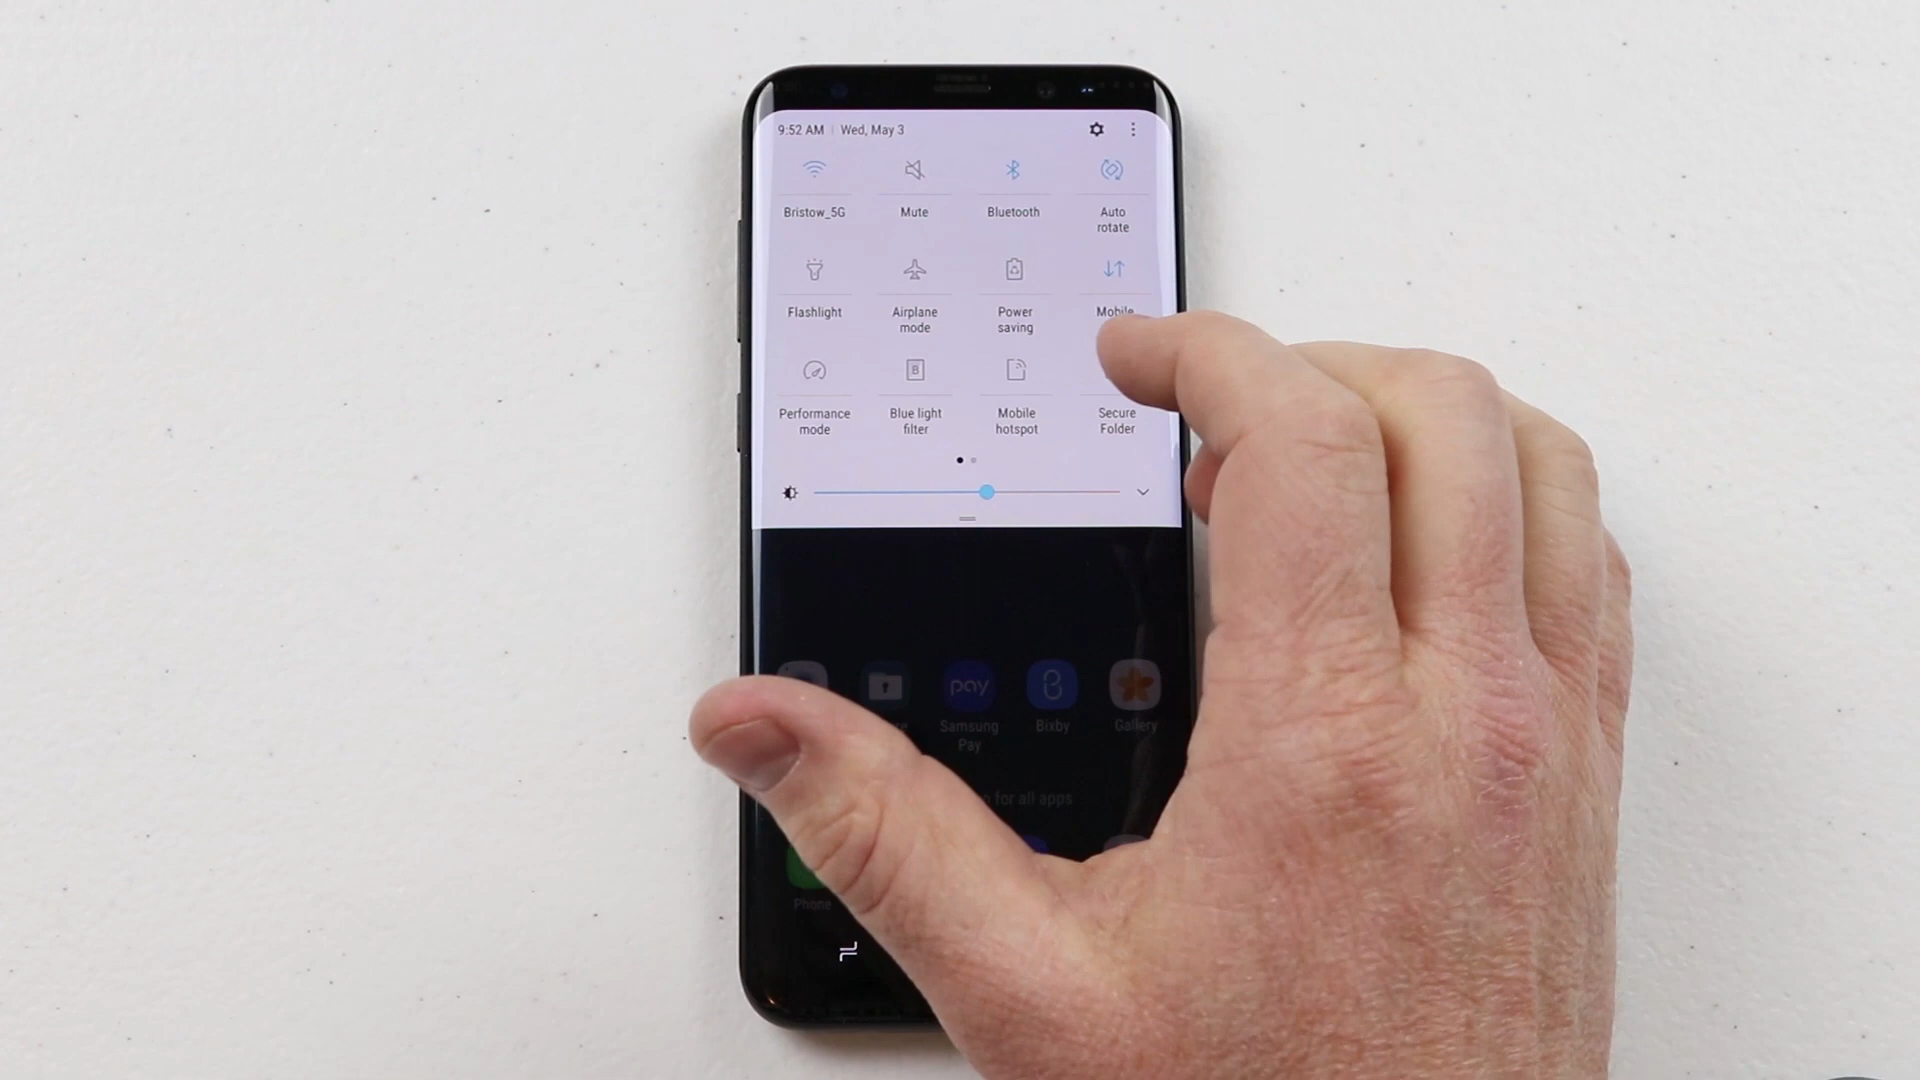 9:52 AM | Wed, May 3
Bristow_5G
Mute
Bluetooth
Auto
rotate
Flashlight
Airplane
mode
Power
saving
Mobile
Performance
mode
B
Blue light
filter
Mobile
hotspot
Secure
Folder
pay
Samsung
Pay
Bixby
Gallery
for all apps
Phone